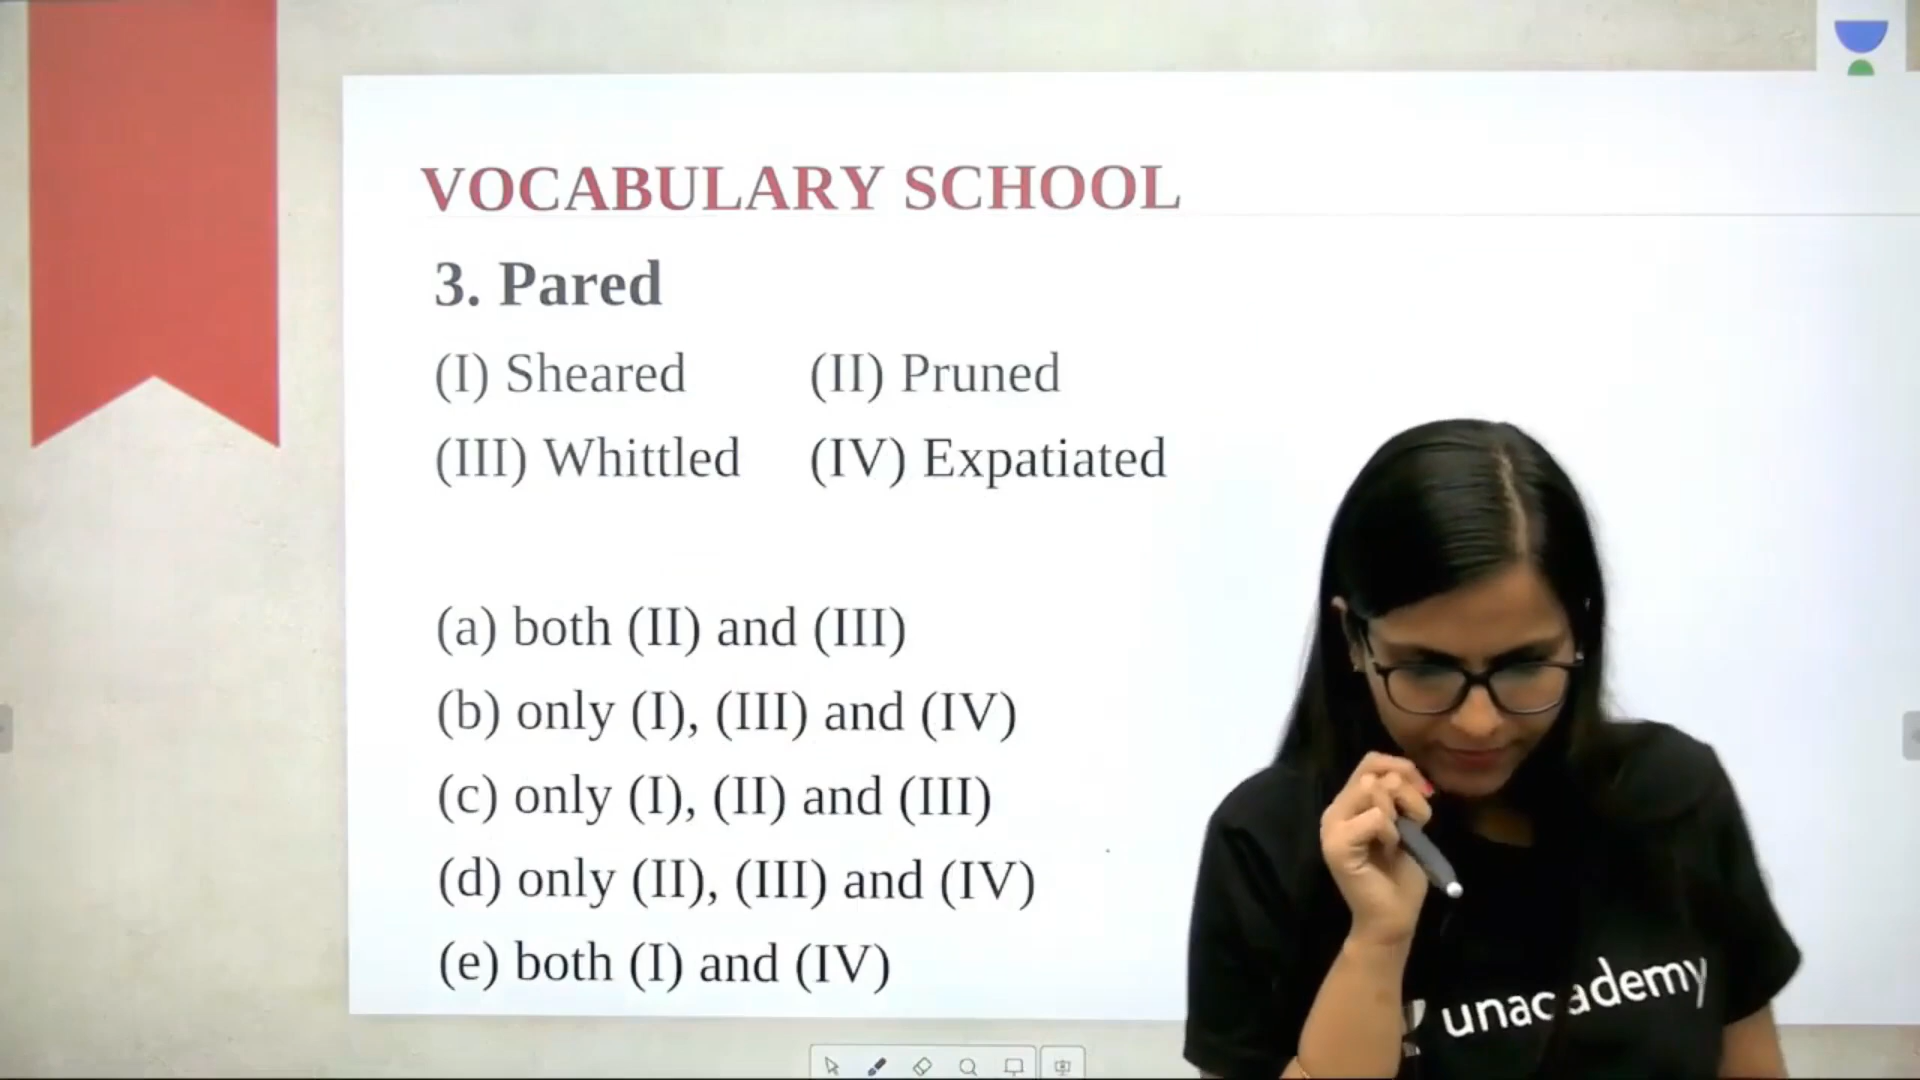 VOCABULARY SCHOOL
3. Pared
(I) Sheared (II) Pruned
(III) Whittled (IV) Expatiated
(a) both (II) and (III)
(b) only (I), (III) and (IV)
(c) only (I), (II) and (III)
(d) only (II), (III) and (IV)
(e) both (I) and (IV)
unacademy